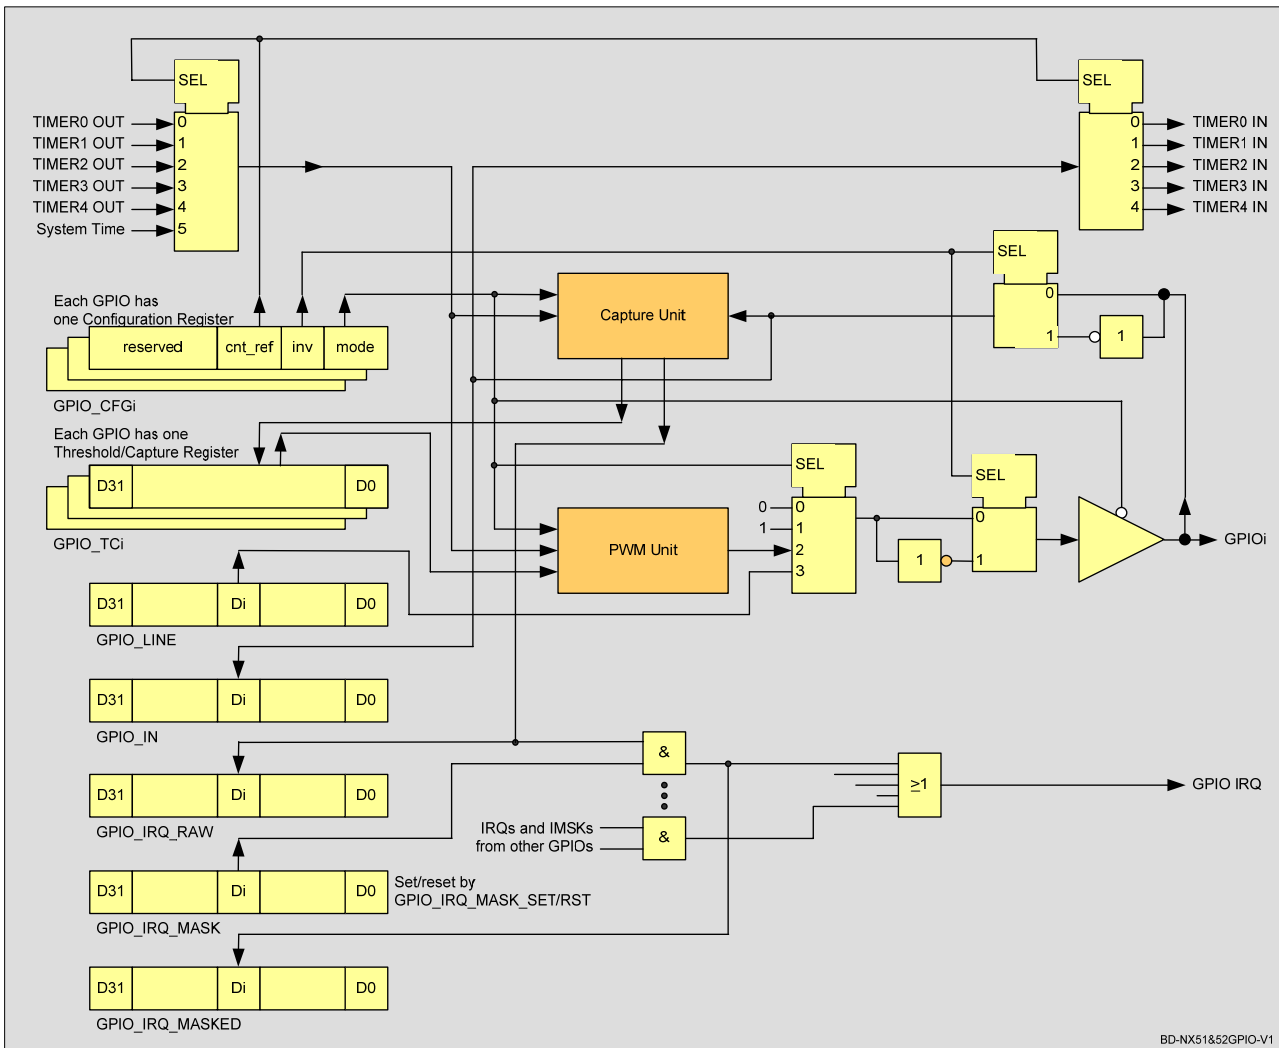 SEL
SEL
TIMER0 OUT
0
0
TIMER0 IN
TIMER1 OUT
1
1
TIMER1 IN
TIMER2 OUT
2
2
TIMER2 IN
TIMER3 OUT
3
3
TIMER3 IN
TIMER4 OUT
4
4
TIMER4 IN
System Time
5
SEL
0
1
1
Each GPIO has
one Configuration Register
reserved
cnt_ref
inv
mode
GPIO_CFGi
Capture Unit
Each GPIO has one
Threshold/Capture Register
D31
D0
GPIO_TCi
PWM Unit
SEL
0
0
1
1
2
3
1
SEL
0
1
GPIOi
D31
Di
D0
GPIO_LINE
D31
Di
D0
GPIO_IN
D31
Di
D0
GPIO_IRQ_RAW
&
≥1
GPIO IRQ
IRQs and IMSKs
from other GPIOs
&
D31
Di
D0
Set/reset by
GPIO_IRQ_MASK_SET/RST
GPIO_IRQ_MASK
D31
Di
D0
GPIO_IRQ_MASKED
BD-NX51&52GPIO-V1